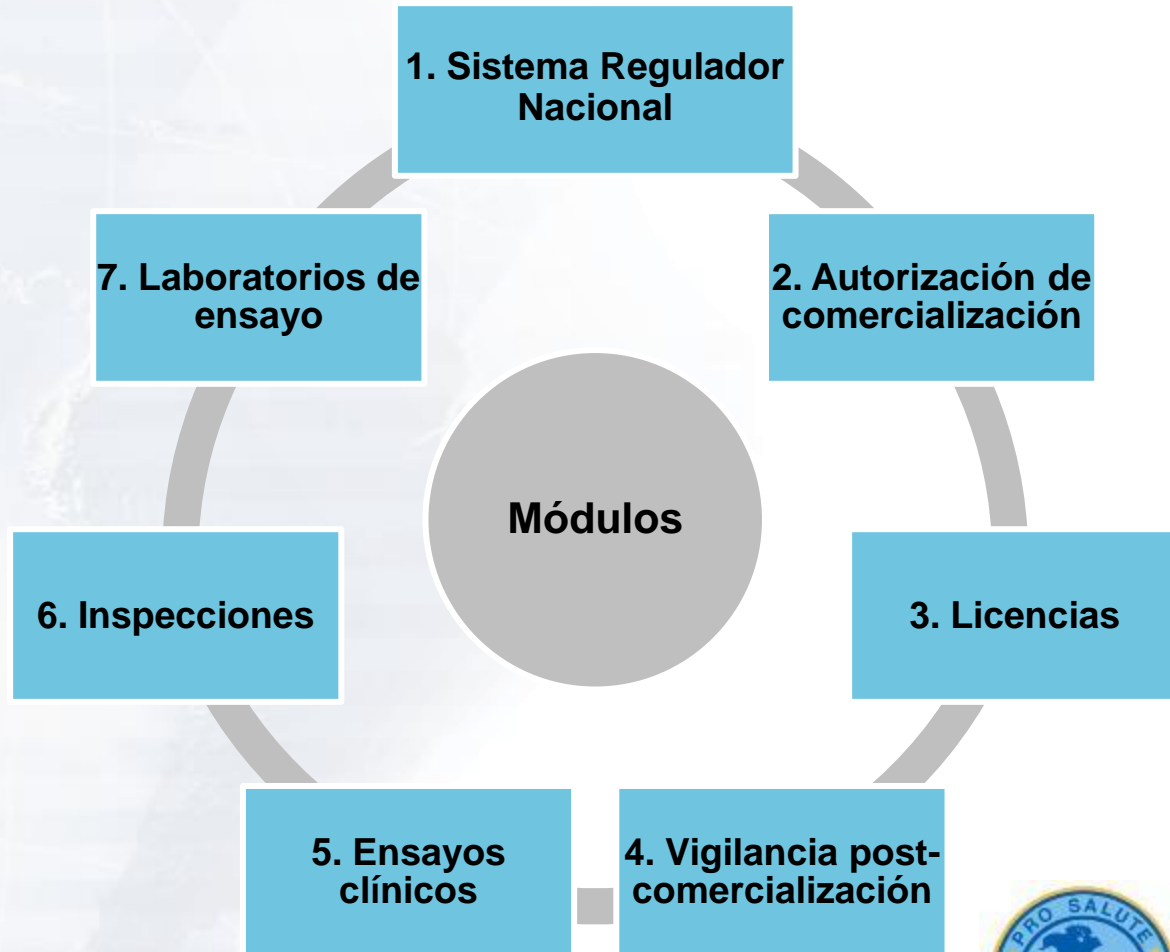 1. Sistema Regulador
Nacional
2. Autorización de
comercialización
3. Licencias
4. Vigilancia post-
comercialización
5. Ensayos
clínicos
6. Inspecciones
7. Laboratorios de
ensayo
Módulos
PRO SALUTE